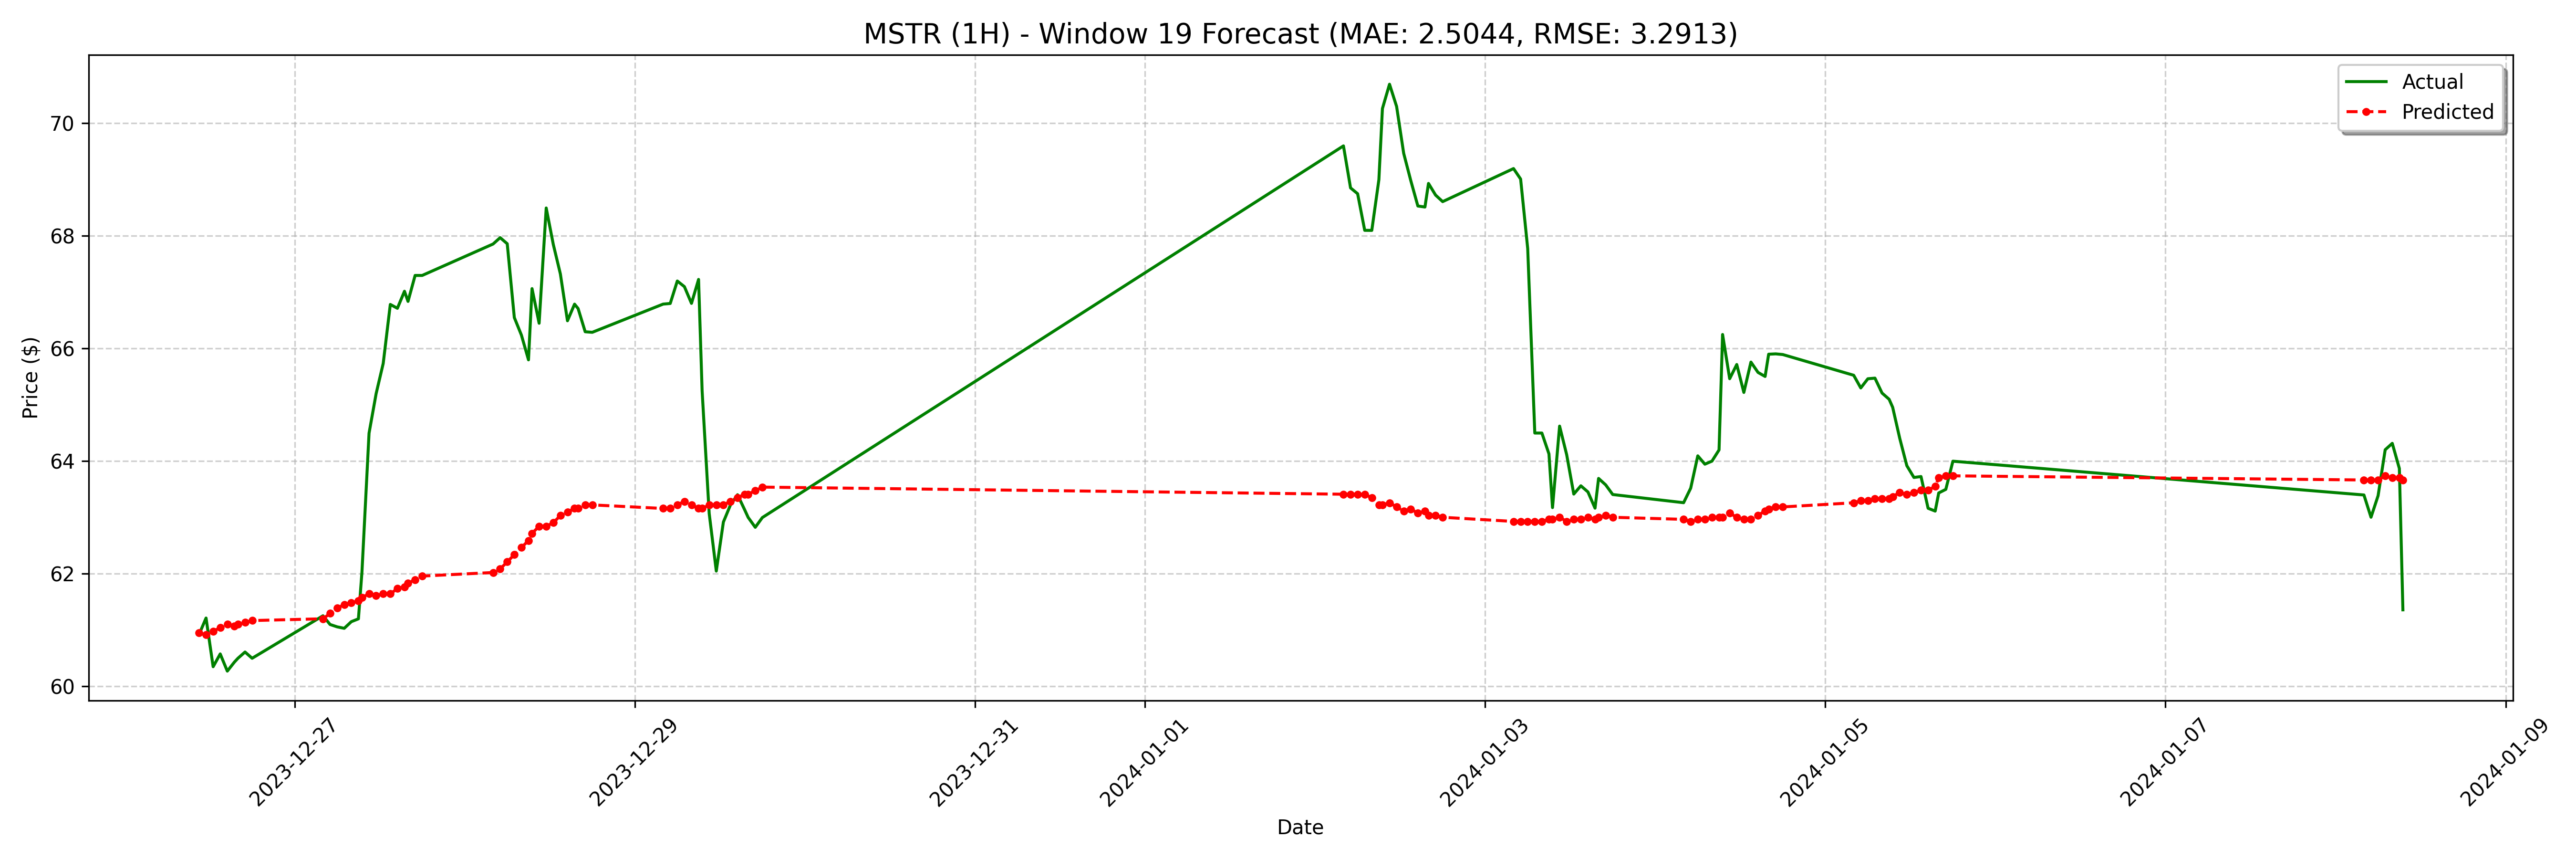 MSTR (1H) - Window 19 Forecast (MAE: 2.5044, RMSE: 3.2913)
Actual
Predicted
Price ($)
70
68
66
64
62
60
2023-12-27
2023-12-29
2023-12-31
2024-01-01
2024-01-03
2024-01-05
2024-01-07
2024-01-09
Date